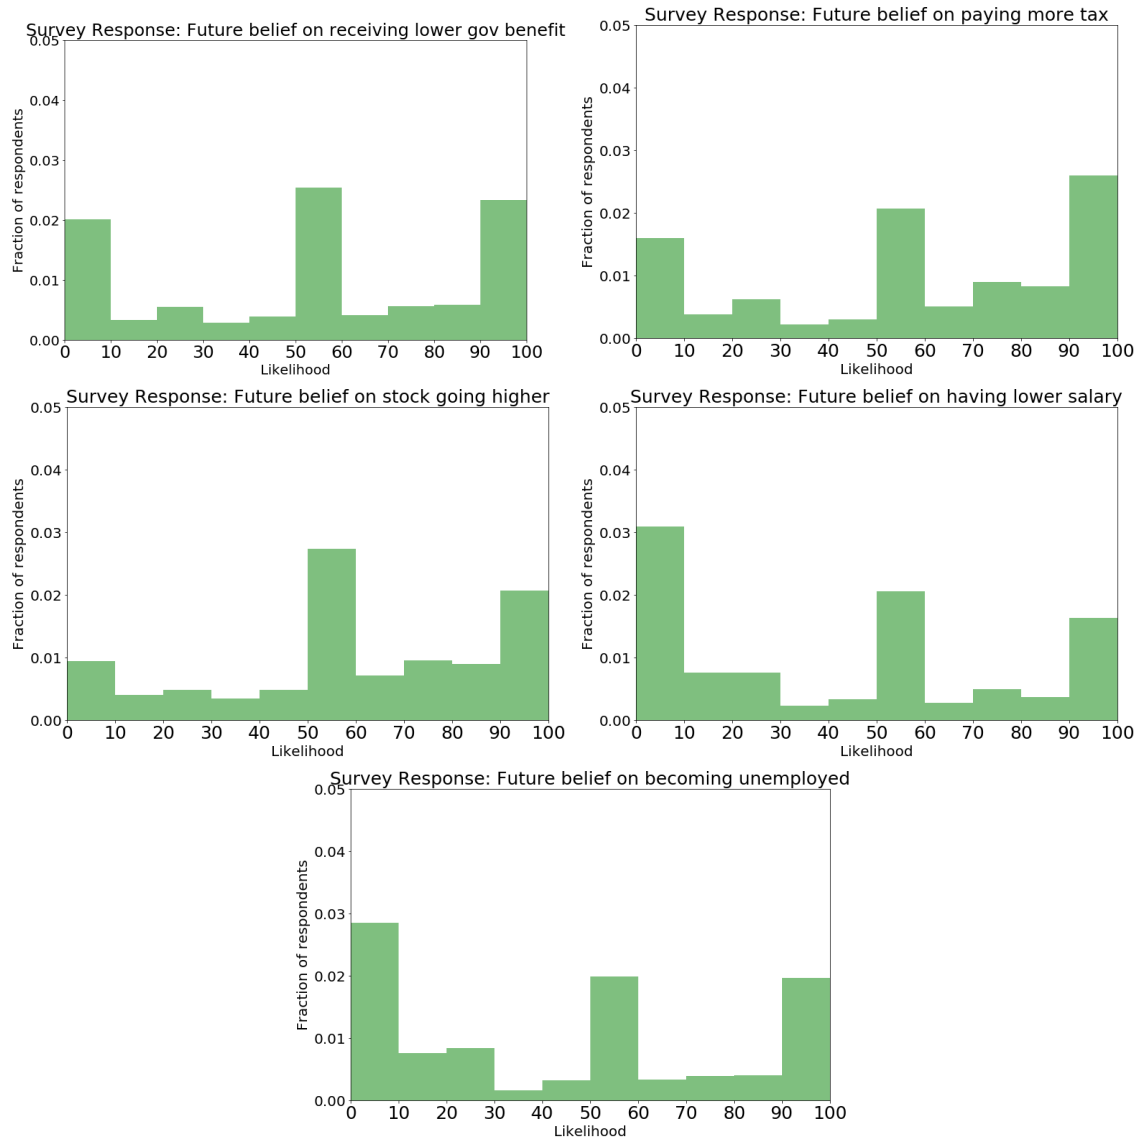 Survey Response: Future belief on receiving lower gov benefit
0.05
0.04
0.03
0.02
0.01
0.00
Fraction of respondents
0 10 20 30 40 50 60 70 80 90 100
Likelihood
Survey Response: Future belief on paying more tax
0.05
0.04
0.03
0.02
0.01
0.00
Fraction of respondents
0 10 20 30 40 50 60 70 80 90 100
Likelihood
Survey Response: Future belief on stock going higher
0.05
0.04
0.03
0.02
0.01
0.00
Fraction of respondents
0 10 20 30 40 50 60 70 80 90 100
Likelihood
Survey Response: Future belief on having lower salary
0.05
0.04
0.03
0.02
0.01
0.00
Fraction of respondents
0 10 20 30 40 50 60 70 80 90 100
Likelihood
Survey Response: Future belief on becoming unemployed
0.05
0.04
0.03
0.02
0.01
0.00
Fraction of respondents
0 10 20 30 40 50 60 70 80 90 100
Likelihood